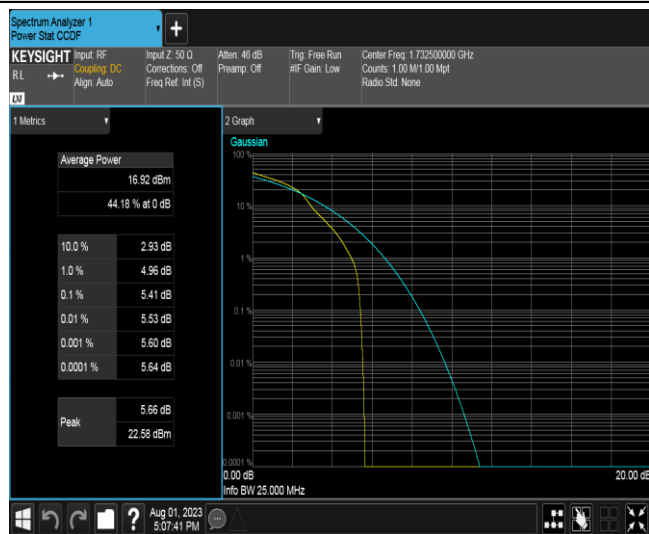 Spectrum Analyzer 1
Power Stat CCDF
KEYSIGHT
RL
LXI
Input: RF
Coupling: DC
Align: Auto
Input Z: 50 Ω
Corrections: Off
Freq Ref: Int (S)
Atten: 46 dB
Preamp: Off
Trig: Free Run
#IF Gain: Low
Center Freq: 1.732500000 GHz
Counts: 1.00 M/1.00 Mpt
Radio Std: None
1 Metrics
Average Power
16.92 dBm
44.18 % at 0 dB
10.0 % 2.93 dB
1.0 % 4.96 dB
0.1 % 5.41 dB
0.01 % 5.53 dB
0.001 % 5.60 dB
0.0001 % 5.64 dB
Peak
5.66 dB
22.58 dBm
2 Graph
Gaussian
100 %
10 %
1 %
0.1 %
0.01 %
0.001 %
0.0001 %
0.00 dB
20.00 dB
Info BW 25.000 MHz
?
Aug 01, 2023
5:07:41 PM